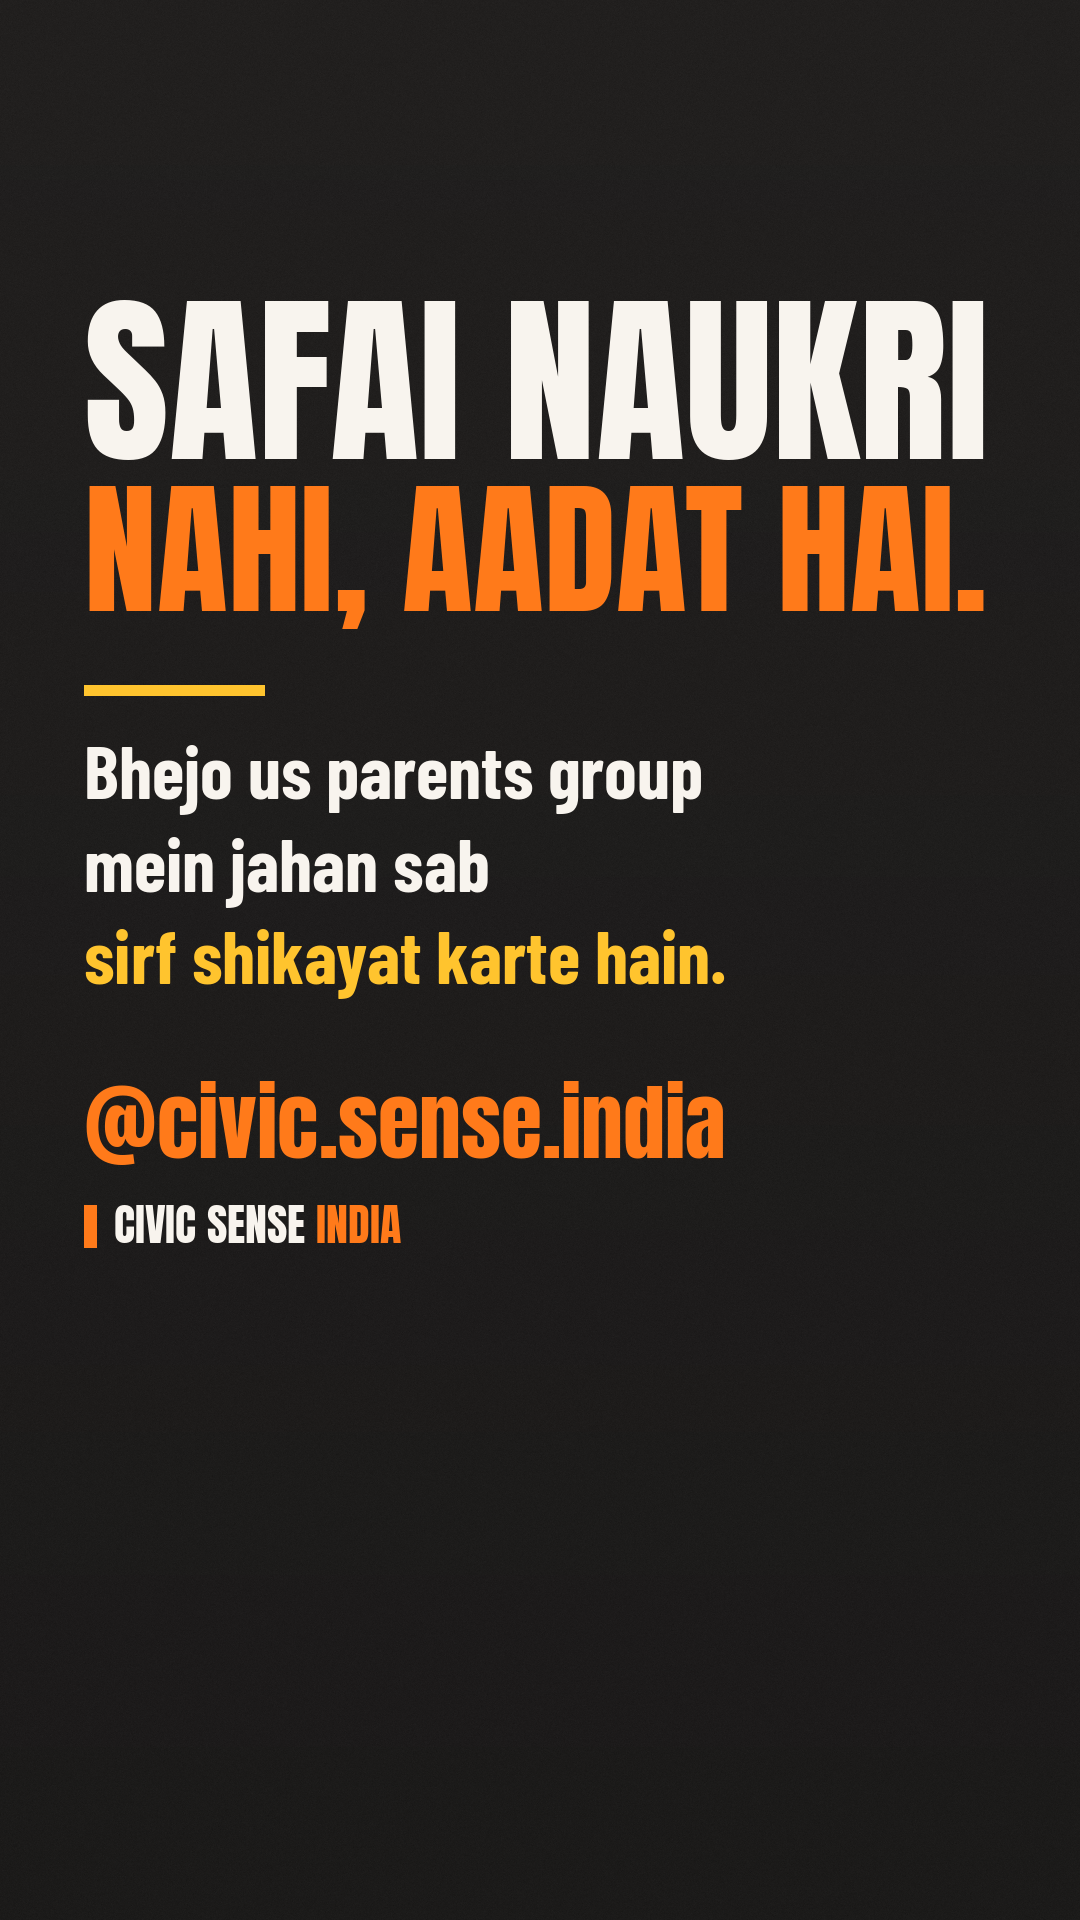 SAFAI NAUKRI
NAHI, AADAT HAI.
Bhejo us parents group
mein jahan sab
sirf shikayat karte hain.
@civic.sense.india
CIVIC SENSE INDIA